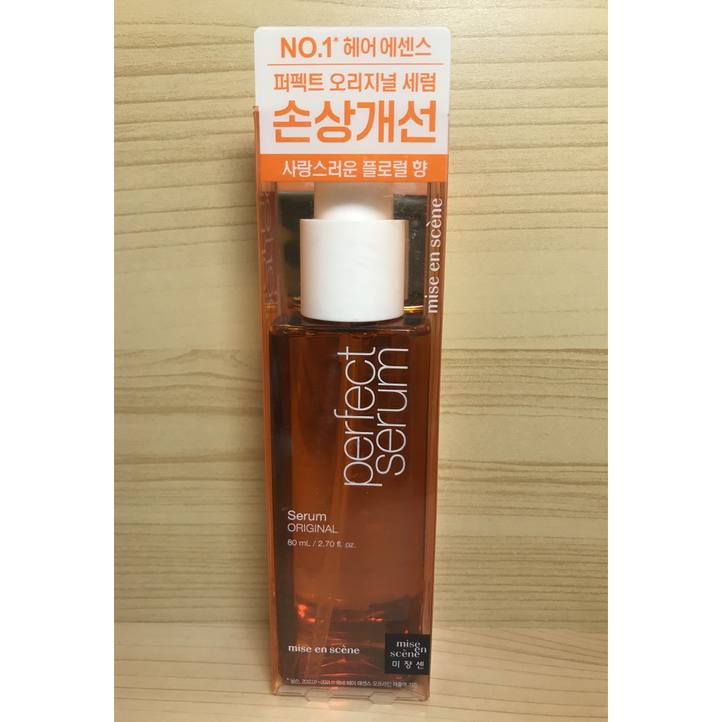 NO.1* 헤어 에센스
퍼펙트 오리지널 세럼
손상개선
사랑스러운 플로럴 향
mise en scène
perfect
serum
Serum
ORIGINAL
80 mL / 2.70 fl. oz.
mise en scène
mise
en
scène
미쟝센